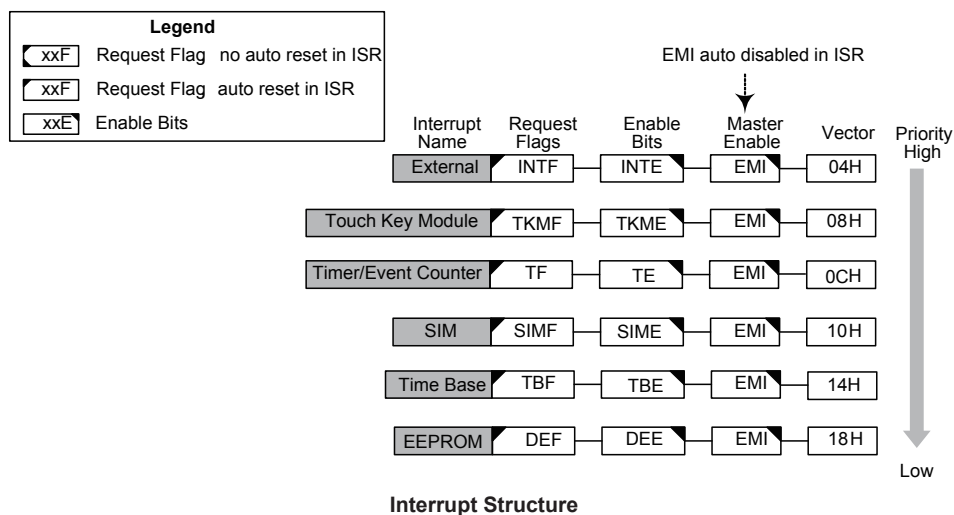 Legend
xxF Request Flag no auto reset in ISR
xxF Request Flag auto reset in ISR
xxE Enable Bits
EMI auto disabled in ISR
Interrupt Name Request Flags Enable Bits Master Enable Vector Priority High
External INTF INTE EMI 04H
Touch Key Module TKMF TKME EMI 08H
Timer/Event Counter TF TE EMI 0CH
SIM SIMF SIME EMI 10H
Time Base TBF TBE EMI 14H
EEPROM DEF DEE EMI 18H
Low
Interrupt Structure